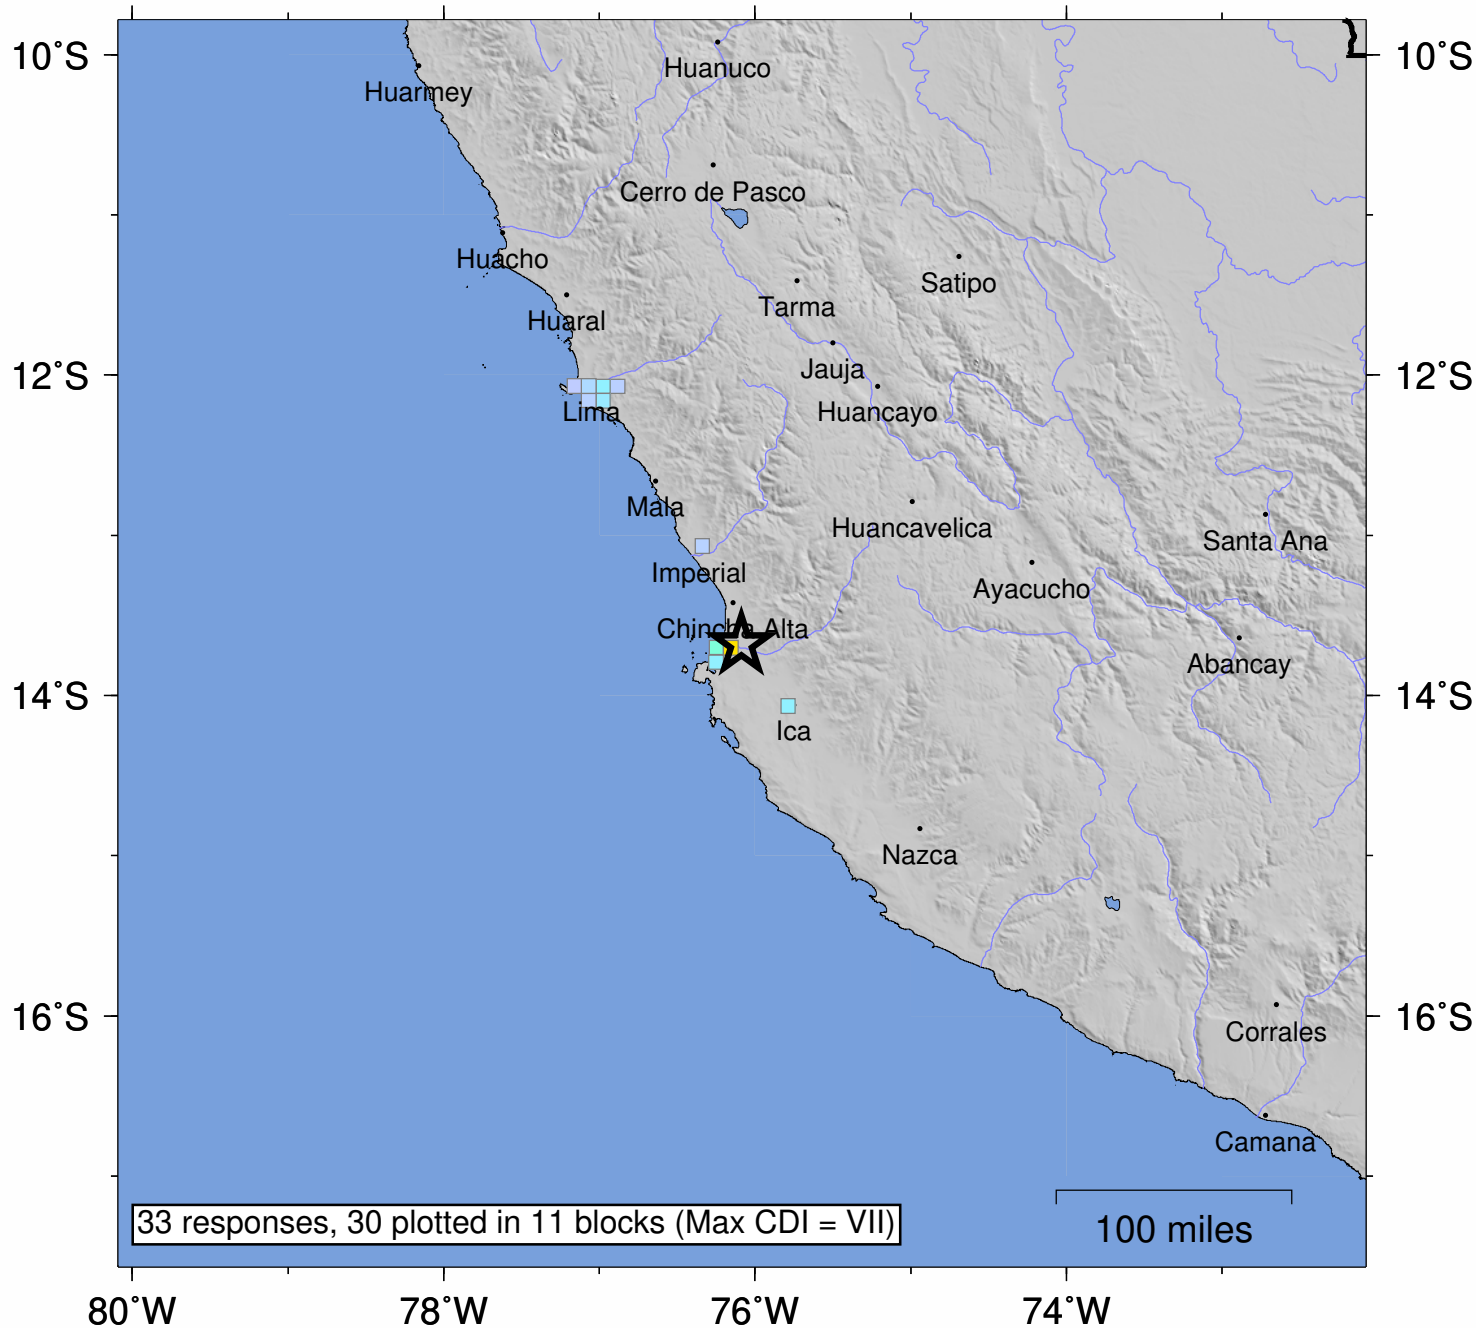 10˚S
10˚S
Huanuco
Huarmey
Cerro de Pasco
Huacho
Satipo
Tarma
Huaral
12˚S
Jauja
12˚S
Huancayo
Lima
Mala
Huancavelica
Santa Ana
Imperial
Ayacucho
Chincha Alta
Abancay
14˚S
14˚S
Ica
Nazca
16˚S
16˚S
Corrales
Camana
33 responses, 30 plotted in 11 blocks (Max CDI = VII)
100 miles
80˚W
78˚W
76˚W
74˚W